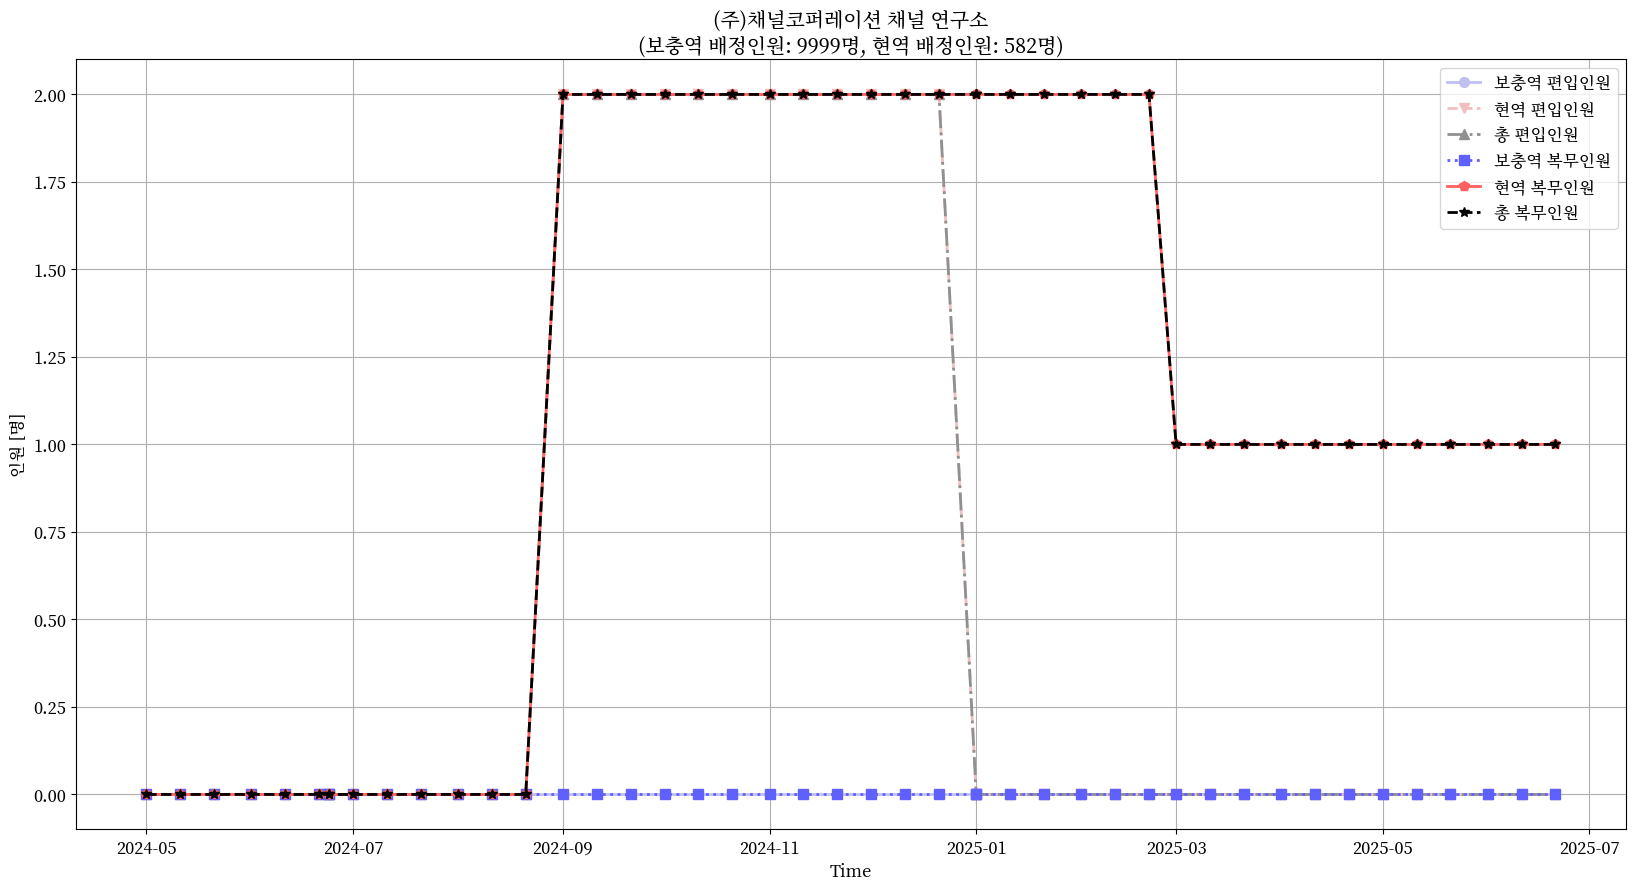 (주)채널코퍼레이션 채널 연구소
(보충역 배정인원: 9999명, 현역 배정인원: 582명)
보충역 편입인원
현역 편입인원
총 편입인원
보충역 복무인원
현역 복무인원
총 복무인원
인원 [명]
2.00
1.75
1.50
1.25
1.00
0.75
0.50
0.25
0.00
2024-05
2024-07
2024-09
2024-11
2025-01
2025-03
2025-05
2025-07
Time